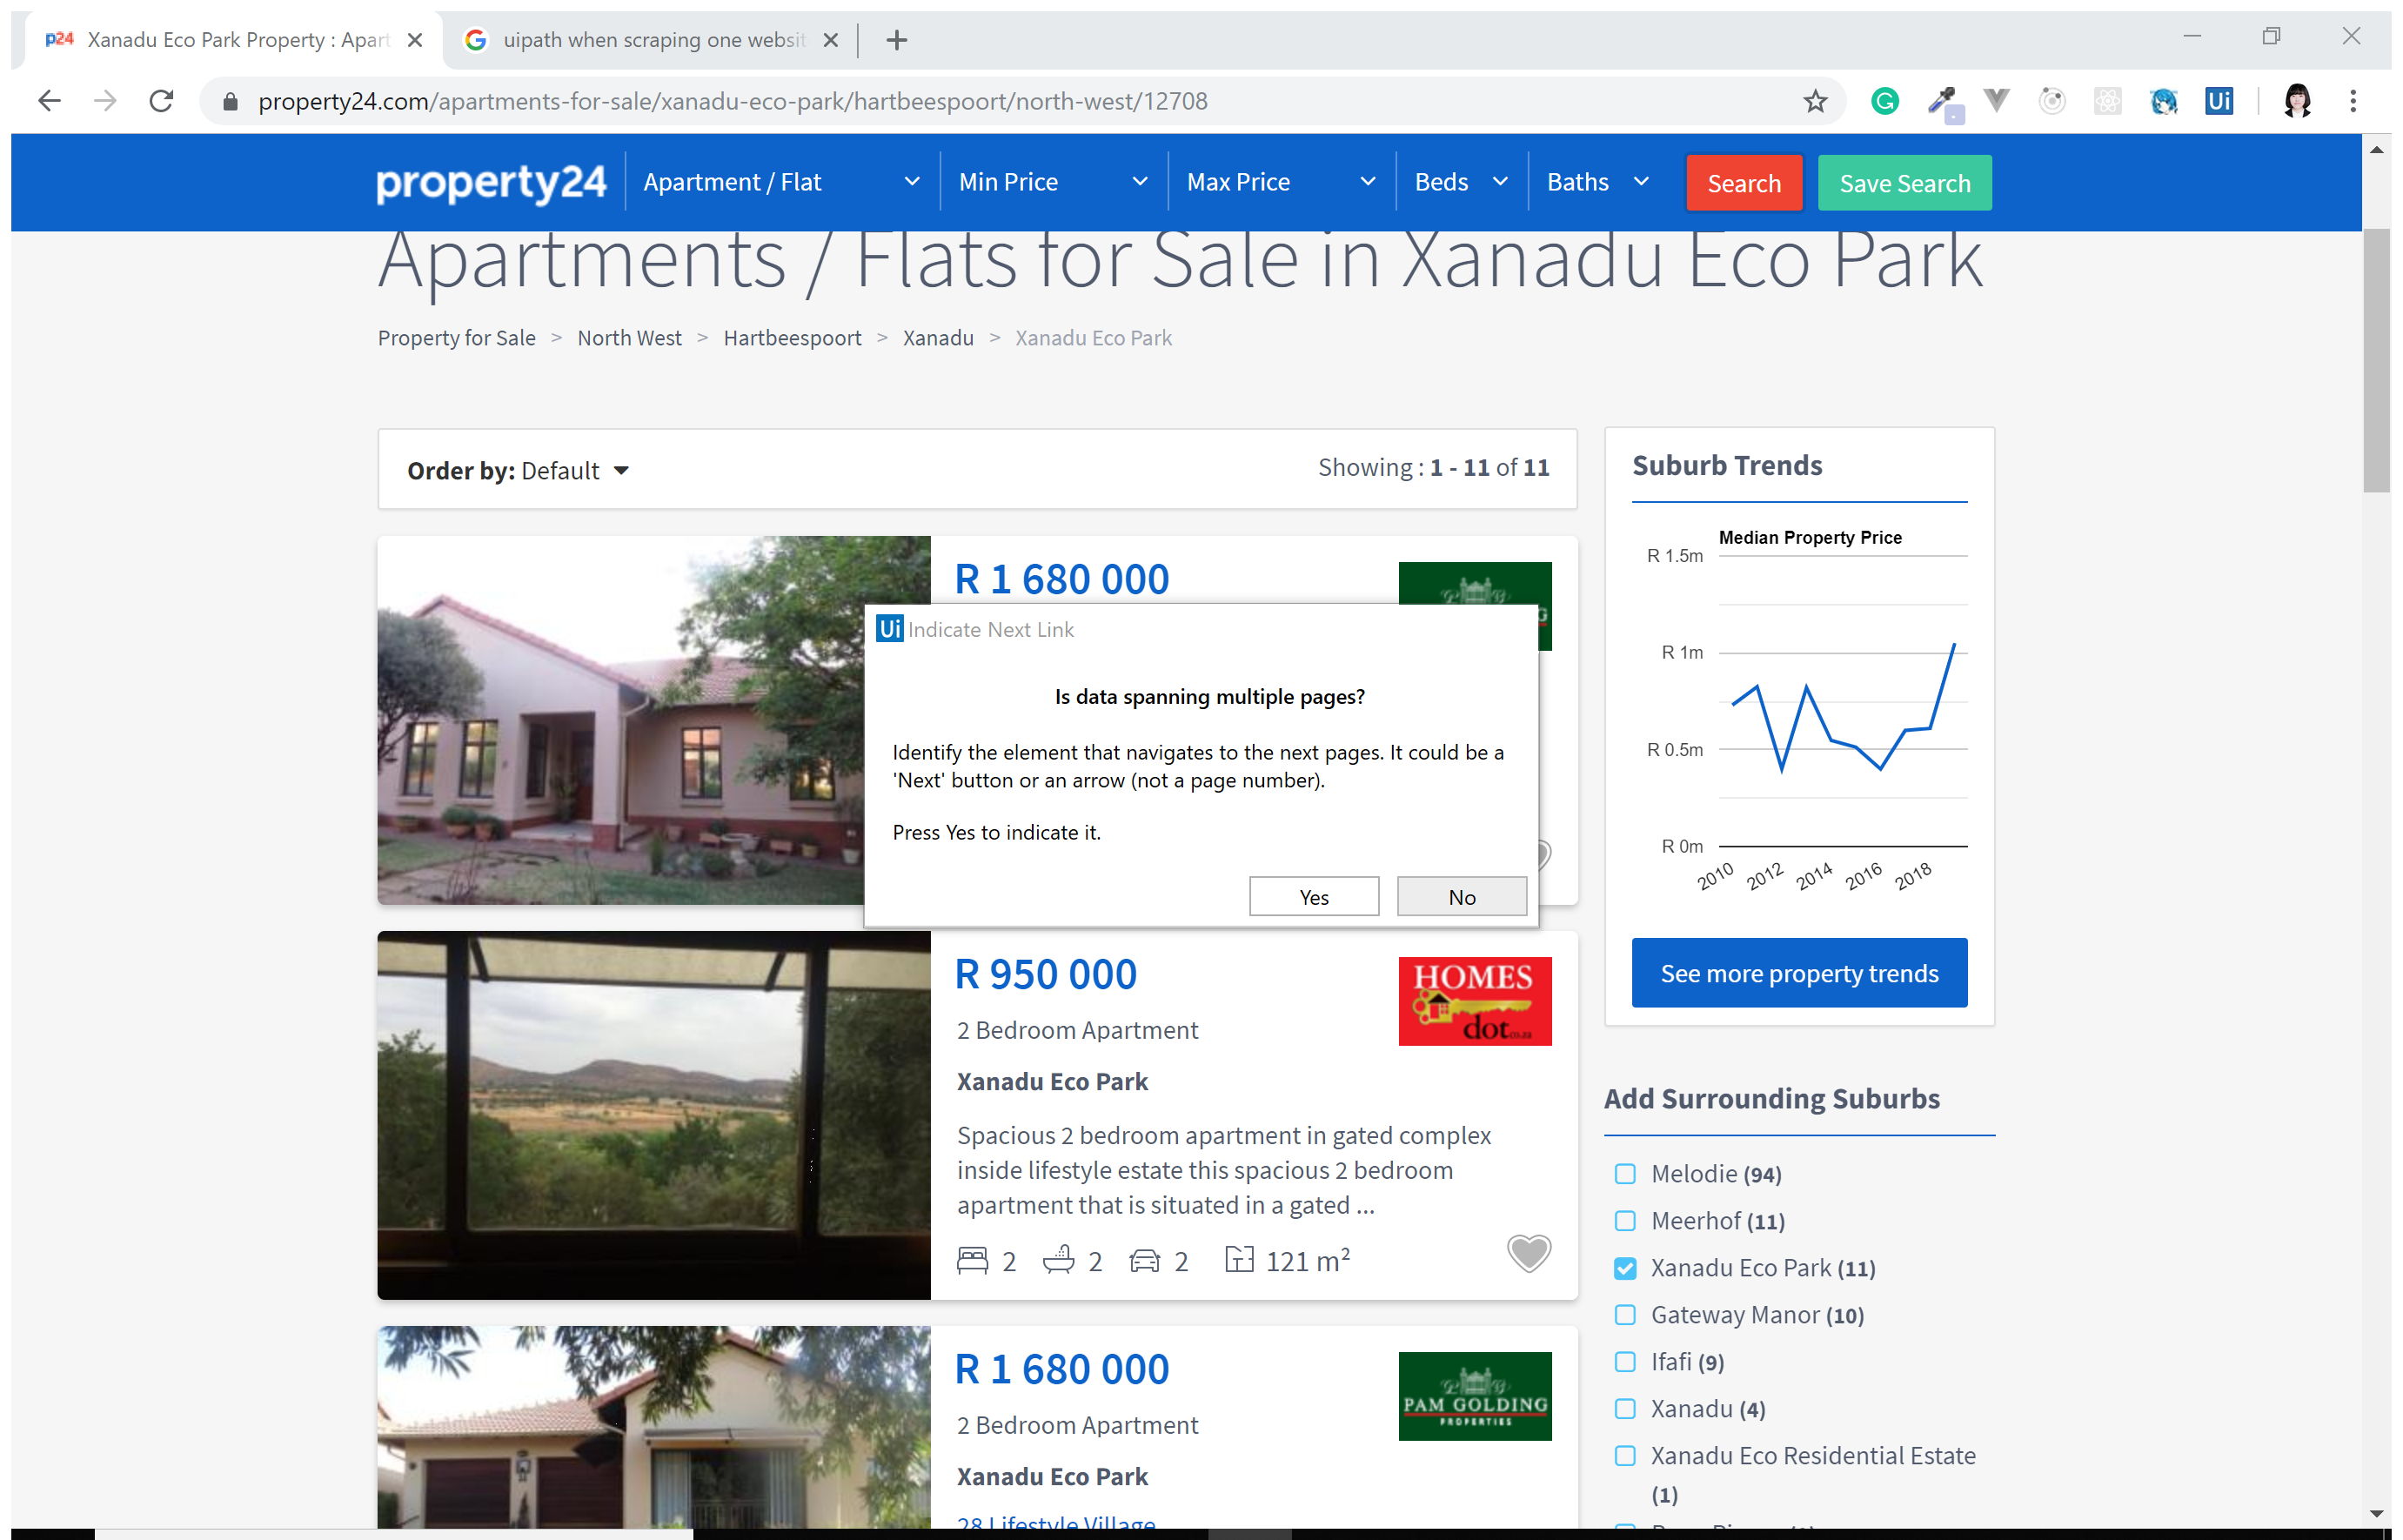 p24 Xanadu Eco Park Property : Apart
G uipath when scraping one websit
property24.com/apartments-for-sale/xanadu-eco-park/hartbeespoort/north-west/12708
Ui
property24 Apartment / Flat Min Price Max Price Beds Baths Search Save Search
Apartments / Flats for Sale in Xanadu Eco Park
Property for Sale > North West > Hartbeespoort > Xanadu > Xanadu Eco Park
Order by: Default
Showing : 1 - 11 of 11
R 1 680 000
Ui Indicate Next Link
Is data spanning multiple pages?
Identify the element that navigates to the next pages. It could be a
'Next' button or an arrow (not a page number).
Press Yes to indicate it.
Yes No
R 950 000
HOMES
dot.co.za
2 Bedroom Apartment
Xanadu Eco Park
Spacious 2 bedroom apartment in gated complex
inside lifestyle estate this spacious 2 bedroom
apartment that is situated in a gated ...
2 2 2 121 m²
R 1 680 000
PAM GOLDING
PROPERTIES
2 Bedroom Apartment
Xanadu Eco Park
28 Lifestyle Village
Suburb Trends
Median Property Price
R 1.5m
R 1m
R 0.5m
R 0m
2010 2012 2014 2016 2018
See more property trends
Add Surrounding Suburbs
Melodie (94)
Meerhof (11)
Xanadu Eco Park (11)
Gateway Manor (10)
Ifafi (9)
Xanadu (4)
Xanadu Eco Residential Estate
(1)